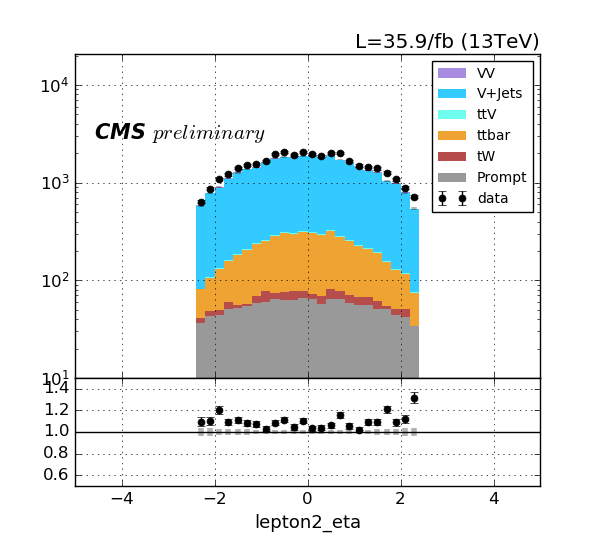 L=35.9/fb (13TeV)
10⁴
10³
10²
10¹
CMS preliminary
VV
V+Jets
ttV
ttbar
tW
Prompt
data
1.4
1.2
1.0
0.8
0.6
−4 −2 0 2 4
lepton2_eta